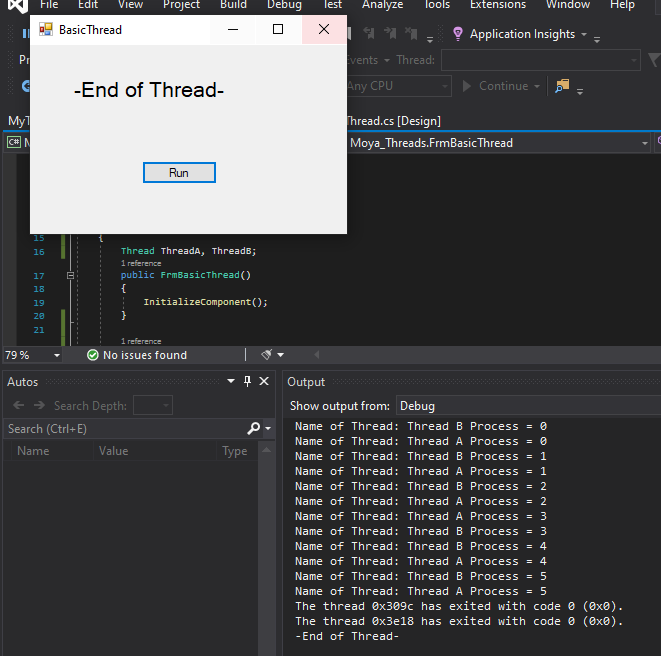 File Edit View Project Build Debug Test Analyze Tools Extensions Window Help
BasicThread
Application Insights
Thread:
Any CPU
Continue
-End of Thread-
Run
Thread.cs [Design]
C#
Moya_Threads.FrmBasicThread
15 {
16 Thread ThreadA, ThreadB;
1 reference
17 public FrmBasicThread()
18 {
19 InitializeComponent();
20 }
21
1 reference
79 %
No issues found
Autos
Search Depth:
Search (Ctrl+E)
Name Value Type
Output
Show output from: Debug
Name of Thread: Thread B Process = 0
Name of Thread: Thread A Process = 0
Name of Thread: Thread B Process = 1
Name of Thread: Thread A Process = 1
Name of Thread: Thread B Process = 2
Name of Thread: Thread A Process = 2
Name of Thread: Thread A Process = 3
Name of Thread: Thread B Process = 3
Name of Thread: Thread B Process = 4
Name of Thread: Thread A Process = 4
Name of Thread: Thread B Process = 5
Name of Thread: Thread A Process = 5
The thread 0x309c has exited with code 0 (0x0).
The thread 0x3e18 has exited with code 0 (0x0).
-End of Thread-